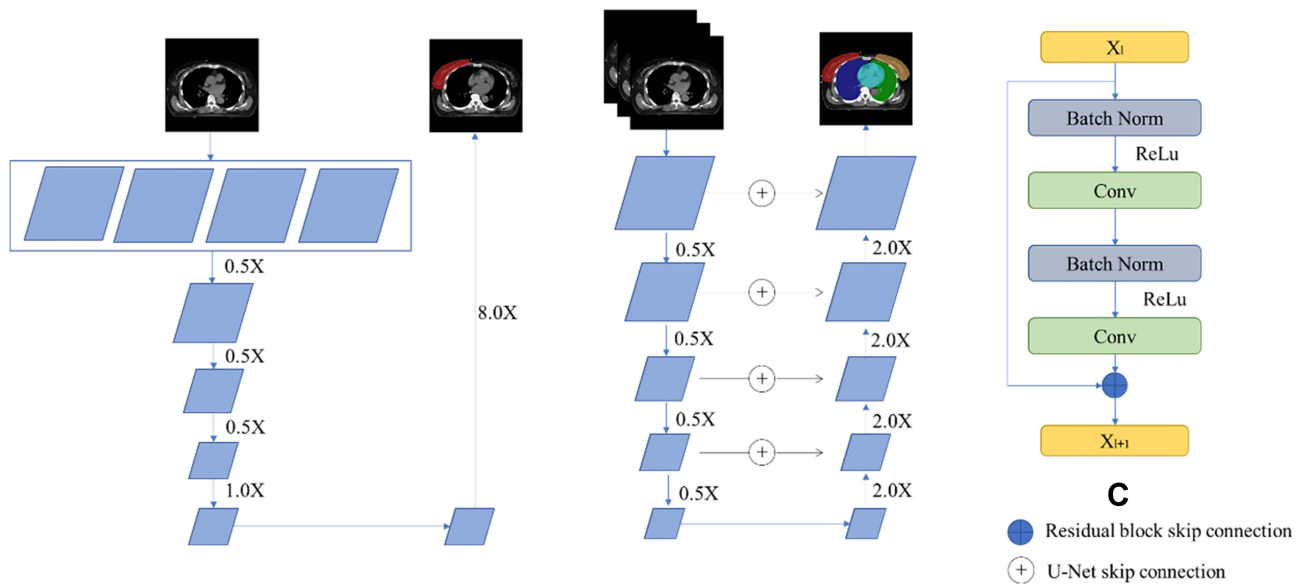 0.5X
0.5X
0.5X
1.0X
8.0X
0.5X
0.5X
0.5X
0.5X
2.0X
2.0X
2.0X
2.0X
Xl
Batch Norm
ReLu
Conv
Batch Norm
ReLu
Conv
Xl+1
C
Residual block skip connection
U-Net skip connection